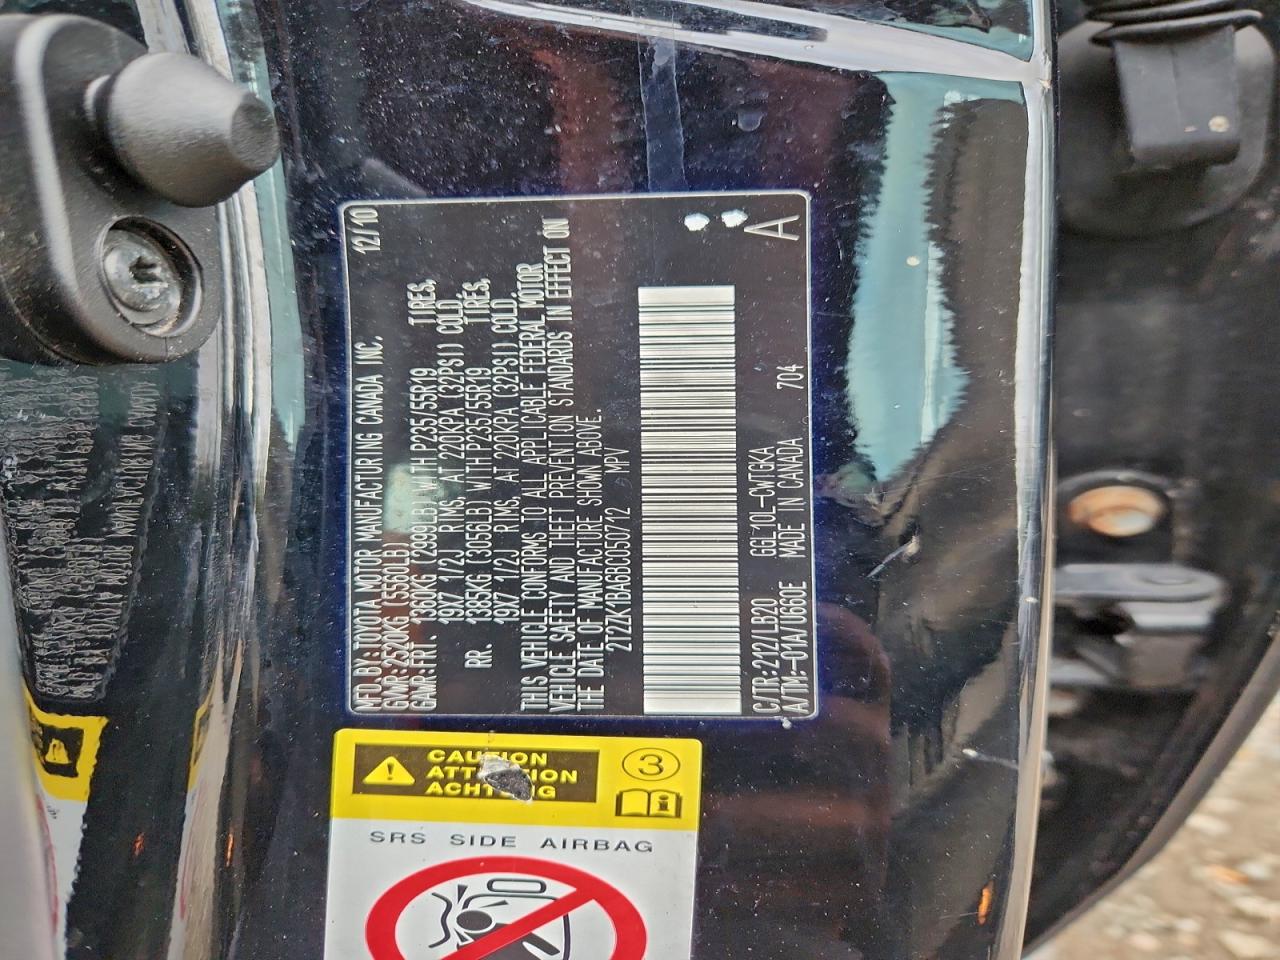 MFD.BY:TOYOTA MOTOR MANUFACTURING CANADA INC. 12/10
GVWR:2520KG (5560LB)
GAWR:FRT. 1360KG (2999LB) WITH P235/55R19 TIRES,
19X7 1/2J RIMS, AT 220KPA (32PSI) COLD.
RR. 1385KG (3056LB) WITH P235/55R19 TIRES,
19X7 1/2J RIMS, AT 220KPA (32PSI) COLD.
THIS VEHICLE CONFORMS TO ALL APPLICABLE FEDERAL MOTOR
VEHICLE SAFETY AND THEFT PREVENTION STANDARDS IN EFFECT ON
THE DATE OF MANUFACTURE SHOWN ABOVE.
2T2ZK1BA6BC050712 MPV
C/TR:212/LB20 GGL10L-CWTGKA 704
A/TM:-01A/U660E MADE IN CANADA
A
CAUTION
ATTENTION
ACHTUNG
3
SRS SIDE AIRBAG